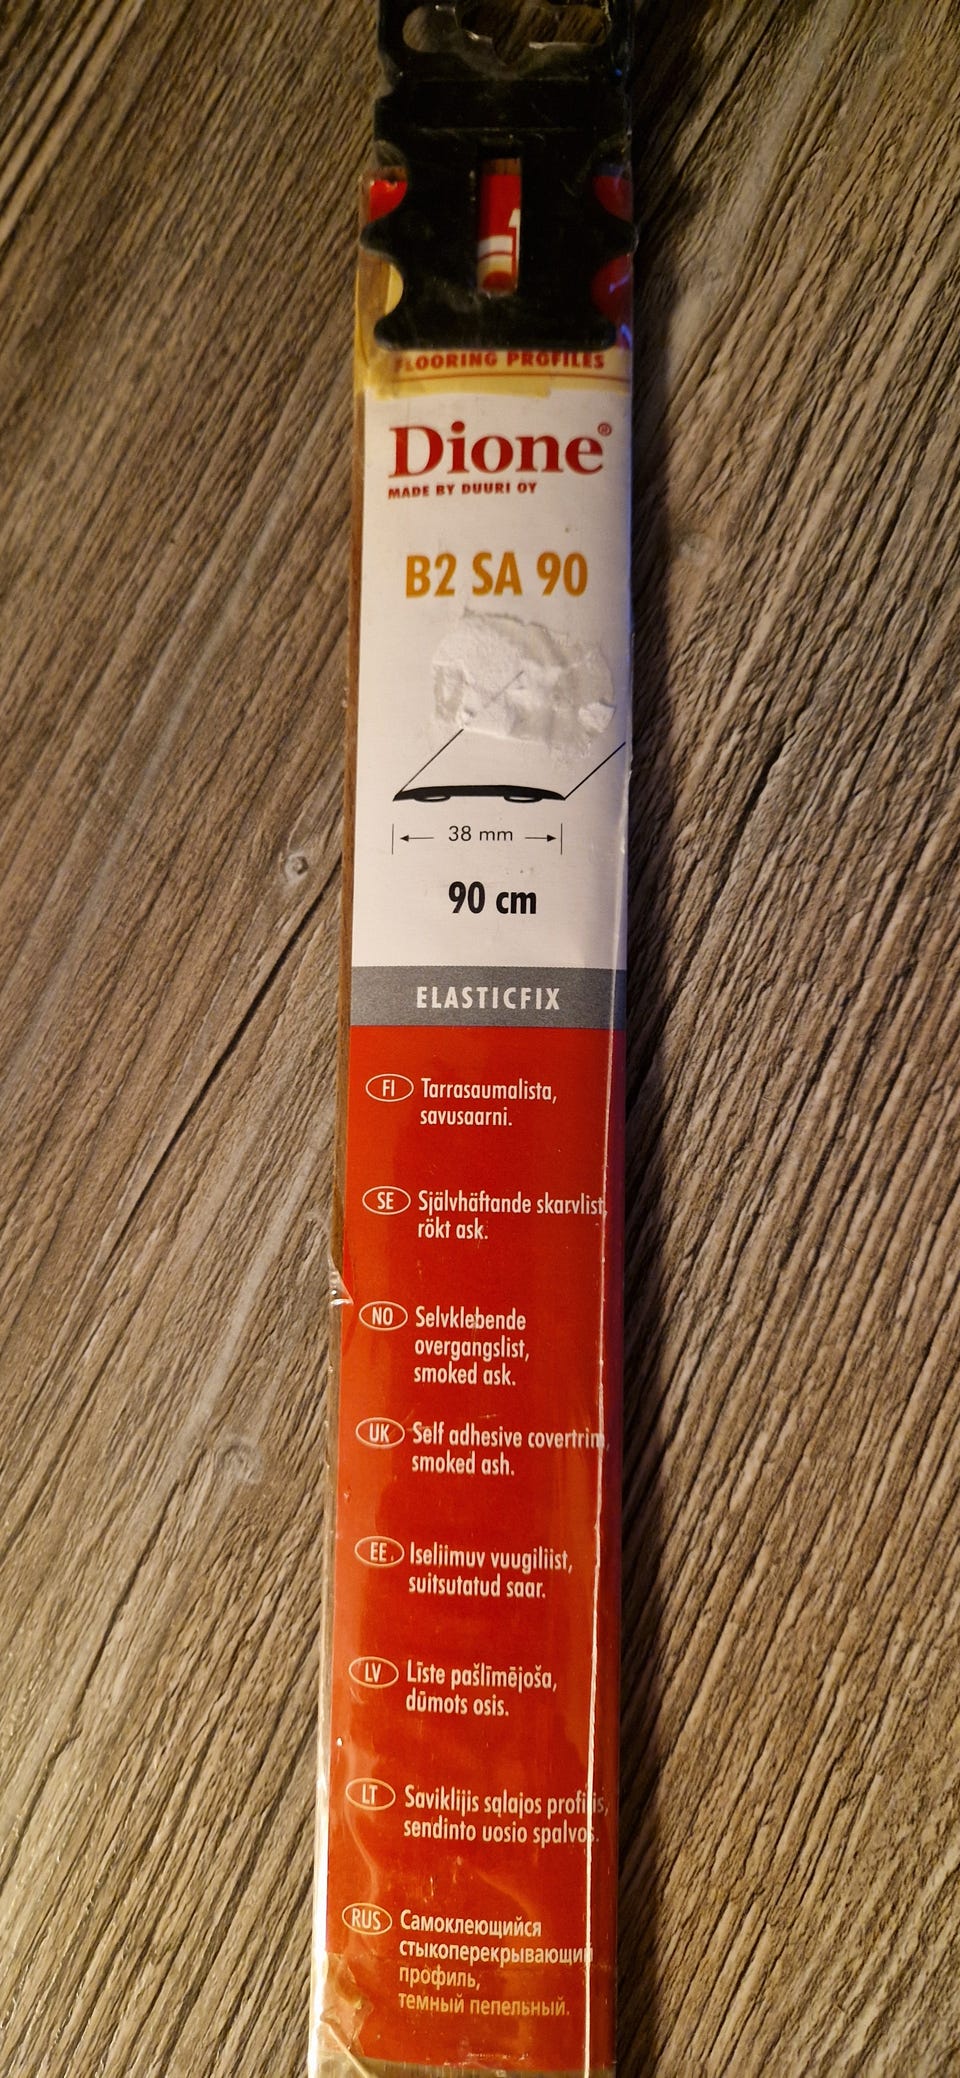 FLOORING PROFILES
Dione®
MADE BY DUURI OY
B2 SA 90
38 mm
90 cm
ELASTICFIX
FI Tarrasaumalista,
savusaarni.
SE Självhäftande skarvlist,
rökt ask.
NO Selvklebende
overgangslist,
smoked ask.
UK Self adhesive covertrim,
smoked ash.
EE Iseliimuv vuugiliist,
suitsutatud saar.
LV Līste pašlīmējoša,
dūmots osis.
LT Saviklijis sąlajos profilis,
sendinto uosio spalvos.
RUS Самоклеющийся
стыкоперекрывающий
профиль,
темный пепельный.